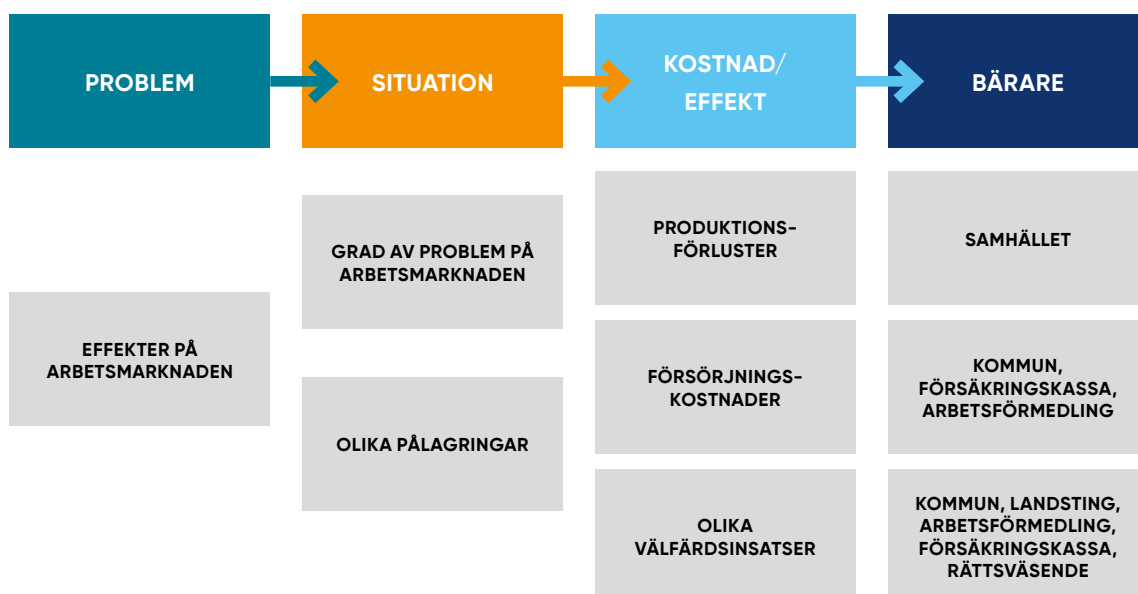 PROBLEM
SITUATION
KOSTNAD/
EFFEKT
BÄRARE
EFFEKTER PÅ
ARBETSMARKNADEN
GRAD AV PROBLEM PÅ
ARBETSMARKNADEN
OLIKA PÅLAGRINGAR
PRODUKTIONS-
FÖRLUSTER
FÖRSÖRJNINGS-
KOSTNADER
OLIKA
VÄLFÄRDSINSATSER
SAMHÄLLET
KOMMUN,
FÖRSÄKRINGSKASSA,
ARBETSFÖRMEDLING
KOMMUN, LANDSTING,
ARBETSFÖRMEDLING,
FÖRSÄKRINGSKASSA,
RÄTTSVÄSENDE